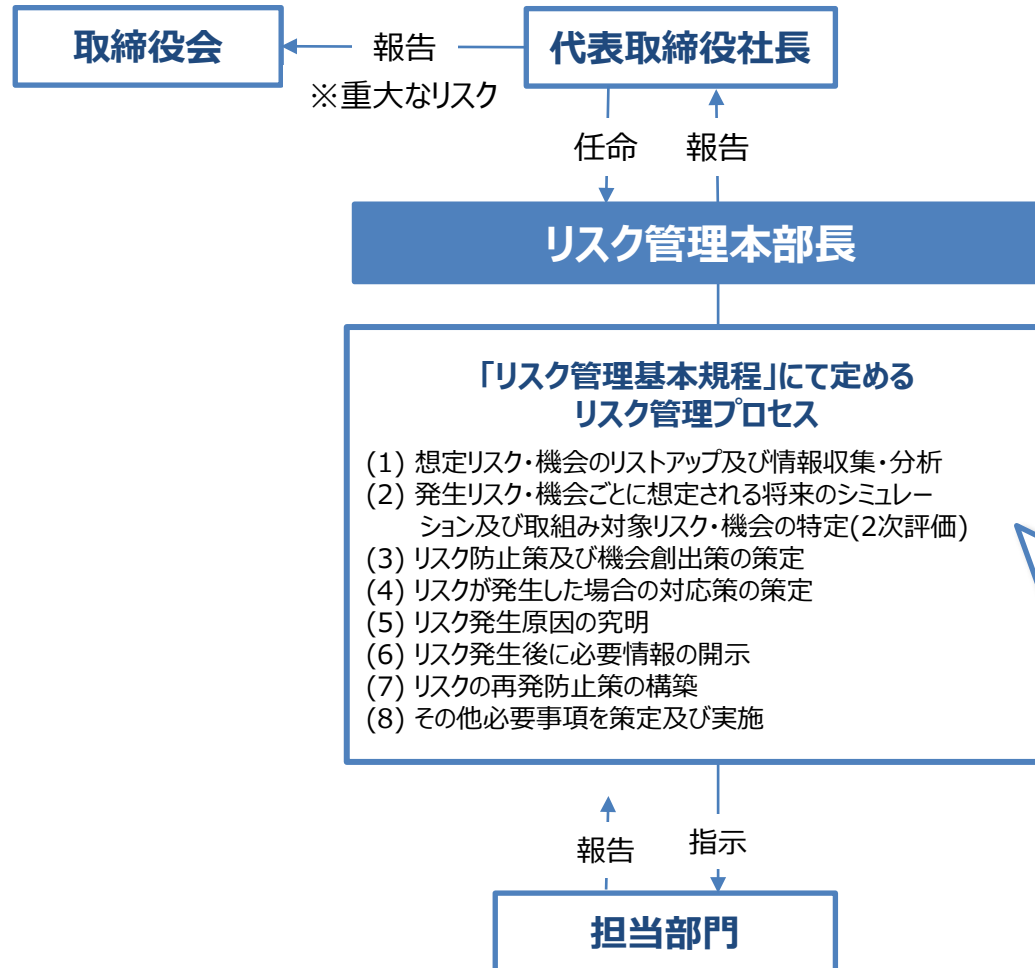 取締役会
報告
※重大なリスク
代表取締役社長
任命
報告
リスク管理本部長
「リスク管理基本規程」にて定める
リスク管理プロセス
(1) 想定リスク・機会のリストアップ及び情報収集・分析
(2) 発生リスク・機会ごとに想定される将来のシミュレー
ション及び取組み対象リスク・機会の特定(2次評価)
(3) リスク防止策及び機会創出策の策定
(4) リスクが発生した場合の対応策の策定
(5) リスク発生原因の究明
(6) リスク発生後に必要情報の開示
(7) リスクの再発防止策の構築
(8) その他必要事項を策定及び実施
報告
指示
担当部門